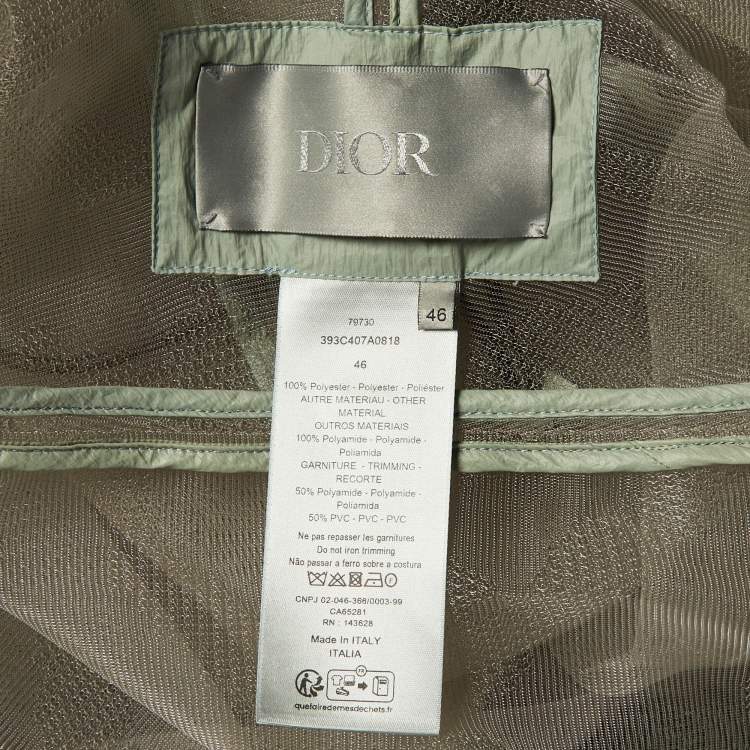 DIOR
46
79730
393C407A0818
46
100% Polyester - Polyester - Poliéster
AUTRE MATERIAU - OTHER
MATERIAL
OUTROS MATERIAIS
100% Polyamide - Polyamide -
Poliamida
GARNITURE - TRIMMING -
RECORTE
50% Polyamide - Polyamide -
Poliamida
50% PVC - PVC - PVC
Ne pas repasser les garnitures
Do not iron trimming
Não passar a ferro sobre a costura
CNPJ 02-046-366/0003-99
CA65281
RN : 143628
Made In ITALY
ITALIA
FR
quefairedemesdechets.fr